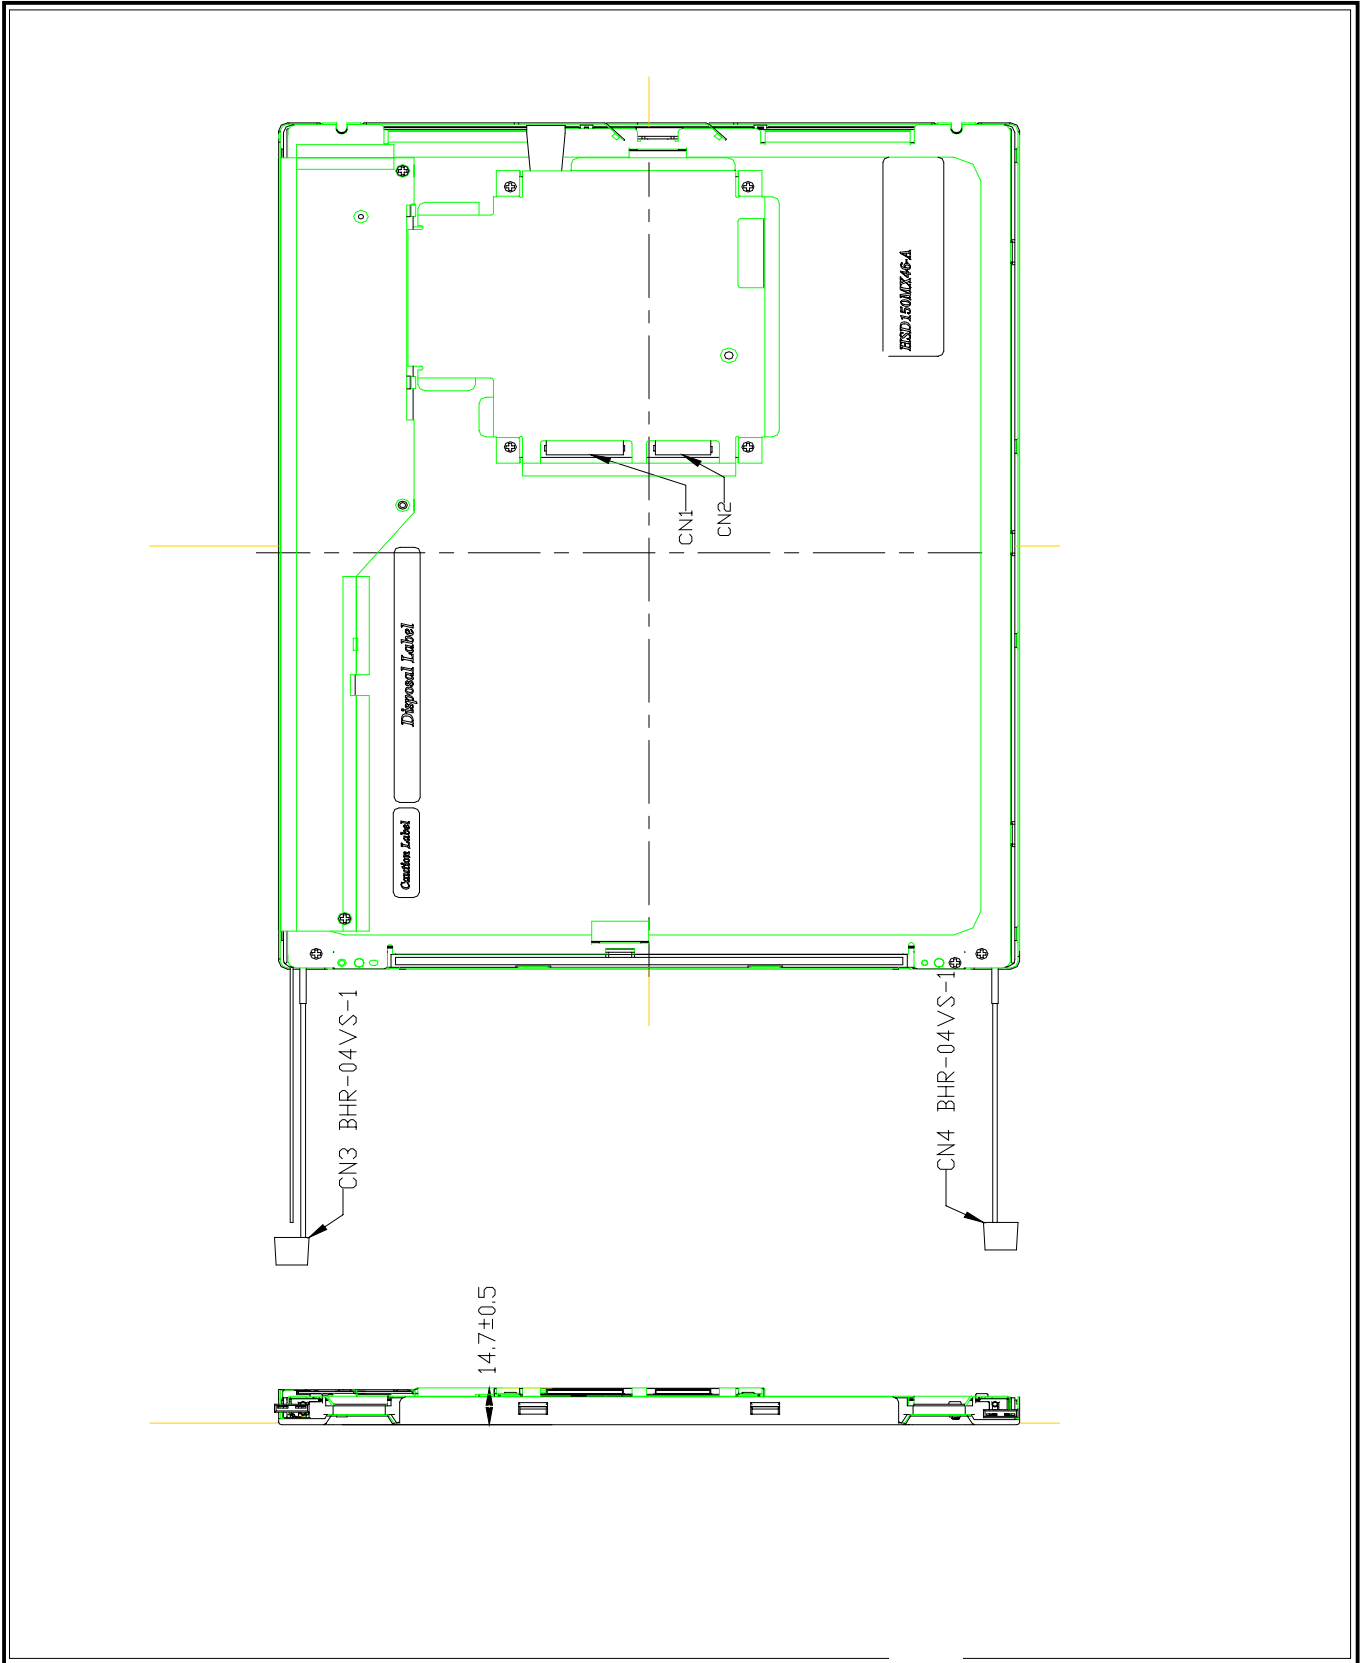 HSD150MX46-A
CN1
CN2
Disposal Label
Caution Label
CN3 BHR-04VS-1
CN4 BHR-04VS-1
14.7±0.5